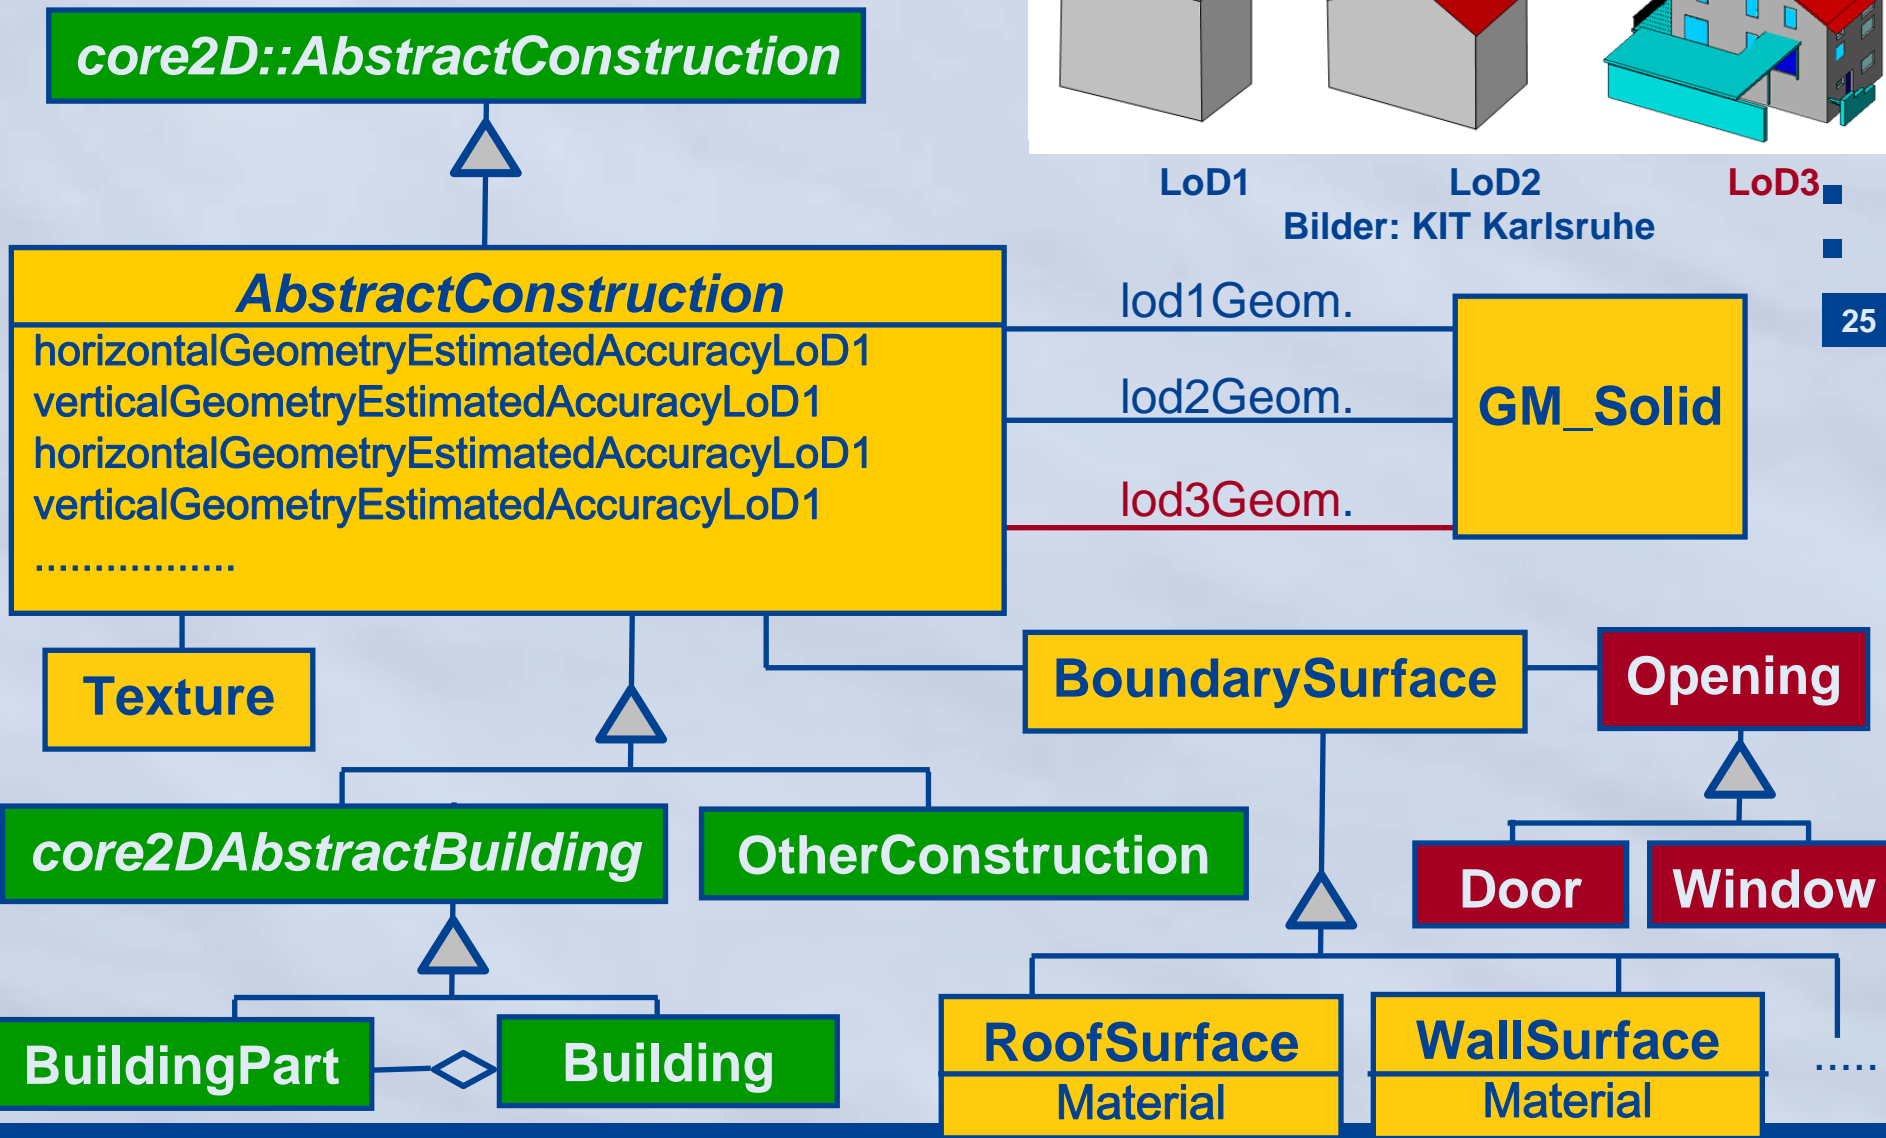 core2D::AbstractConstruction
LoD1 LoD2 LoD3
Bilder: KIT Karlsruhe
25
AbstractConstruction
horizontalGeometryEstimatedAccuracyLoD1
verticalGeometryEstimatedAccuracyLoD1
horizontalGeometryEstimatedAccuracyLoD1
verticalGeometryEstimatedAccuracyLoD1
.................
lod1Geom.
lod2Geom.
lod3Geom.
GM_Solid
Texture
BoundarySurface
Opening
core2DAbstractBuilding
OtherConstruction
Door
Window
BuildingPart
Building
RoofSurface
Material
WallSurface
Material
.....